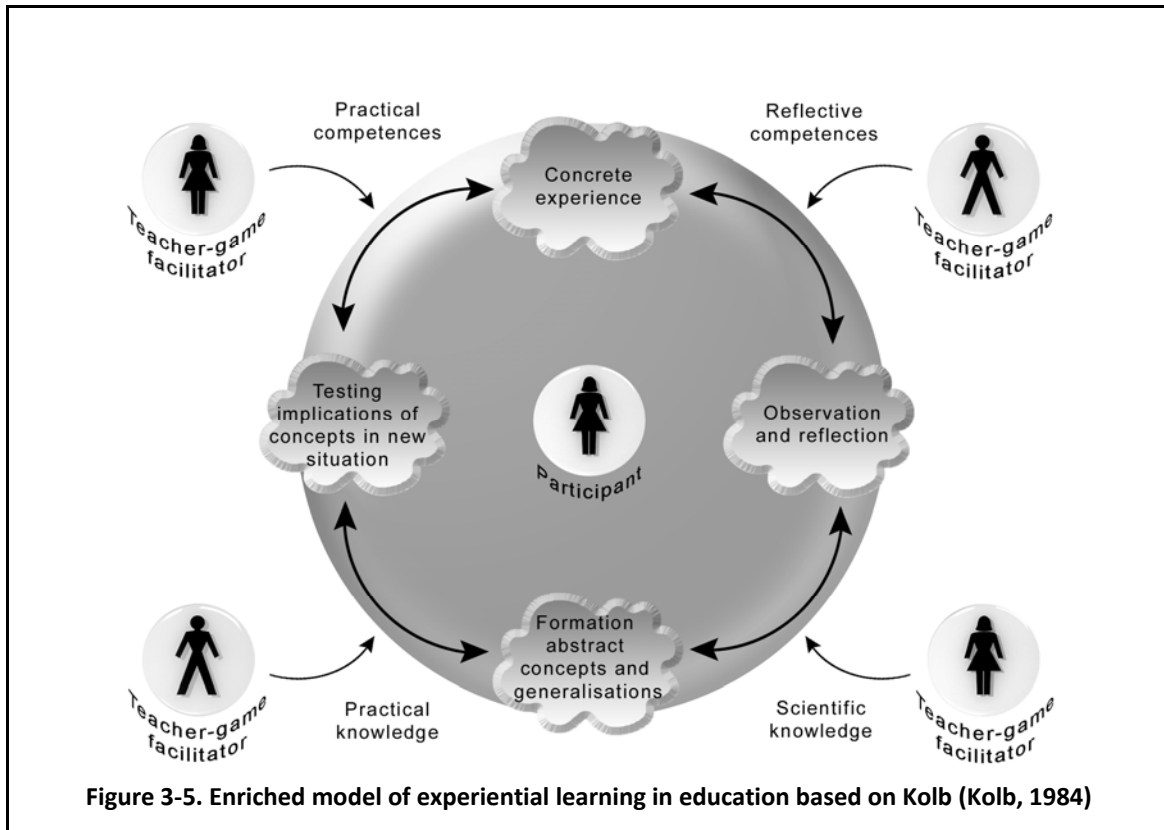 Practical
competences
Reflective
competences
Concrete
experience
Teacher-game
facilitator
Teacher-game
facilitator
Testing
implications of
concepts in new
situation
Observation
and reflection
Participant
Formation
abstract
concepts and
generalisations
Practical
knowledge
Scientific
knowledge
Teacher-game
facilitator
Teacher-game
facilitator
Figure 3-5. Enriched model of experiential learning in education based on Kolb (Kolb, 1984)